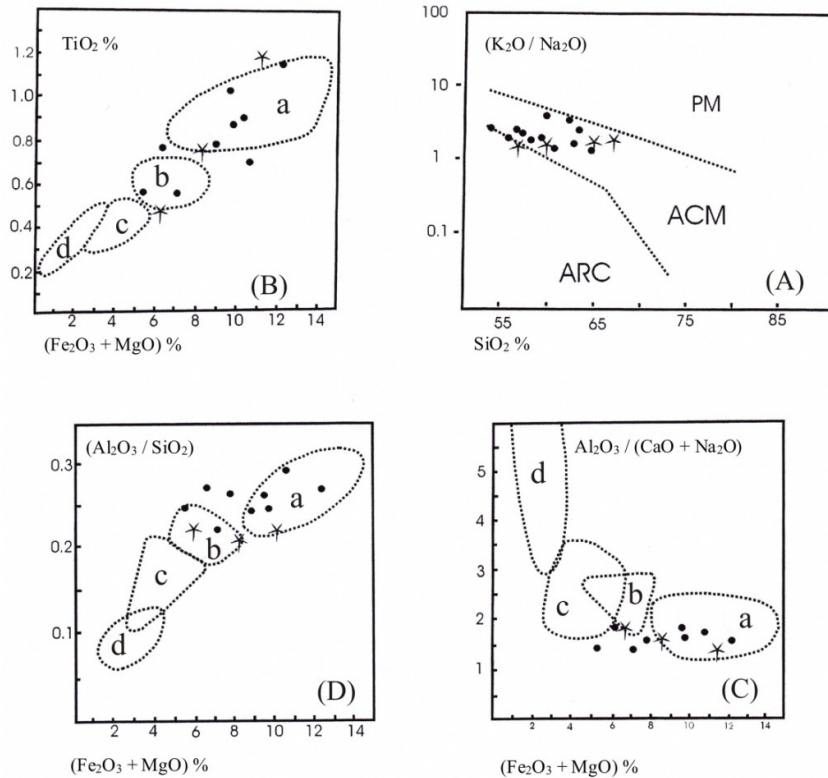 TiO₂ %
1.2
1.0
0.8
0.6
0.4
0.2
a
b
c
d
(B)
2 4 6 8 10 12 14
(Fe₂O₃ + MgO) %
100
10
1
0.1
(K₂O / Na₂O)
PM
ACM
ARC
(A)
55 65 75 85
SiO₂ %
(Al₂O₃ / SiO₂)
0.3
0.2
0.1
a
b
c
d
(D)
2 4 6 8 10 12 14
(Fe₂O₃ + MgO) %
Al₂O₃ / (CaO + Na₂O)
5
4
3
2
1
d
c
b
a
(C)
2 4 6 8 10 12 14
(Fe₂O₃ + MgO) %